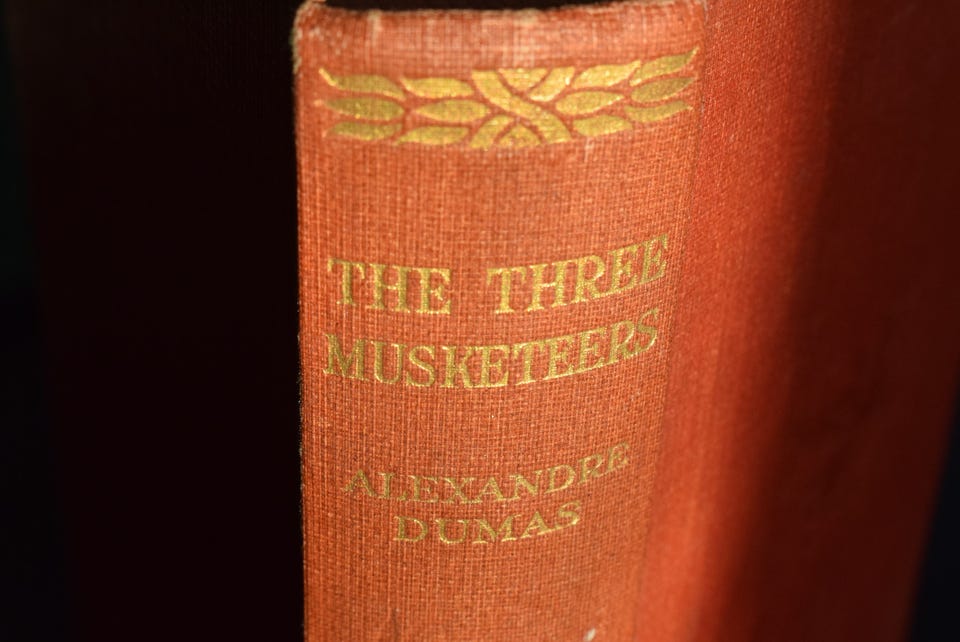 THE THREE
MUSKETEERS
ALEXANDRE
DUMAS